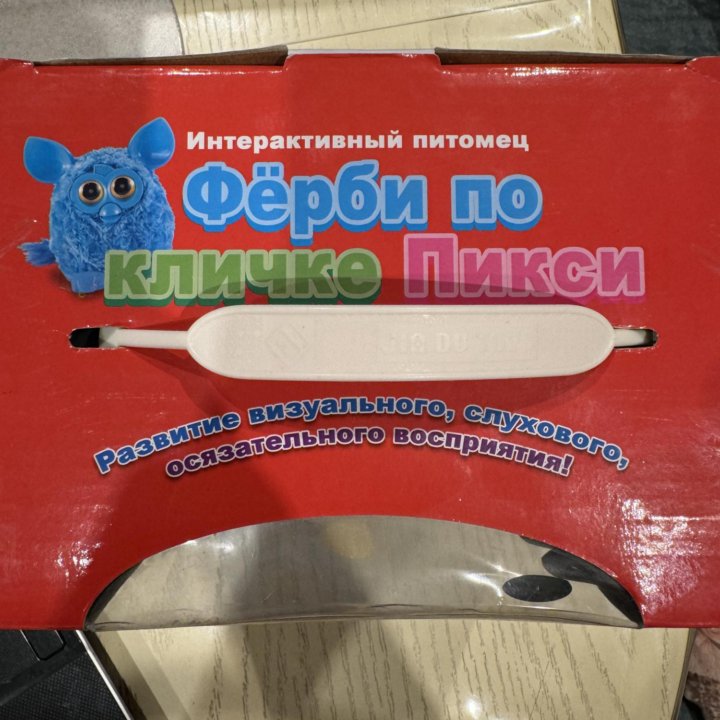 Интерактивный питомец
Фёрби по
кличке Пикси
Развитие визуального, слухового,
осязательного восприятия!